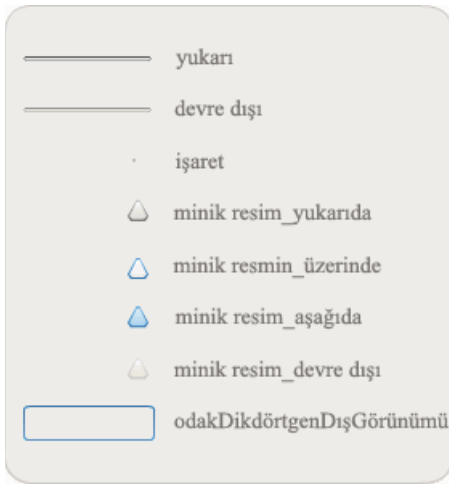 yukarı
devre dışı
işaret
minik resim_yukarıda
minik resmin_üzerinde
minik resim_aşağıda
minik resim_devre dışı
odakDikdörtgenDışGörünümü